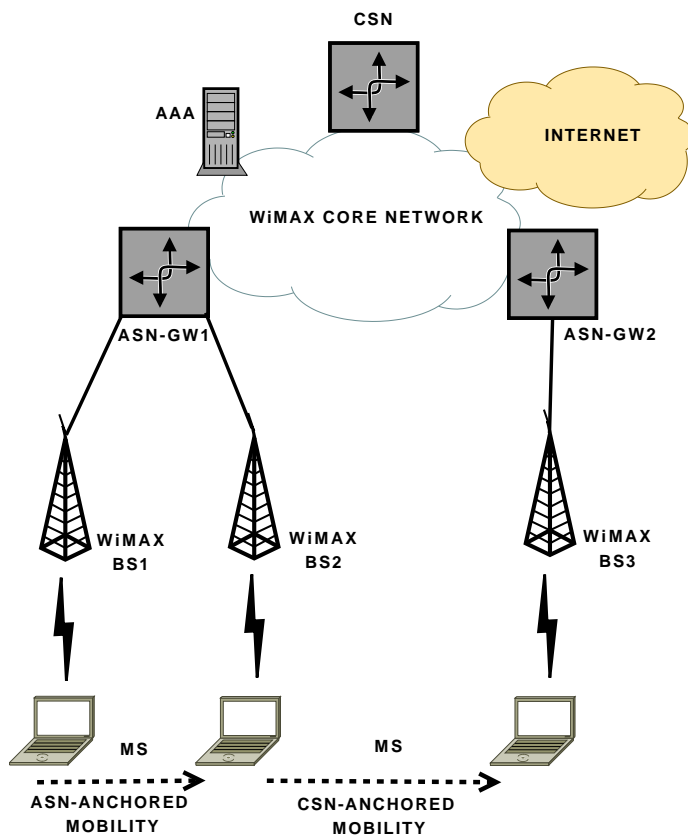 CSN
AAA
INTERNET
WiMAX CORE NETWORK
ASN-GW1
ASN-GW2
WiMAX
BS1
WiMAX
BS2
WiMAX
BS3
MS
MS
ASN-ANCHORED
MOBILITY
CSN-ANCHORED
MOBILITY